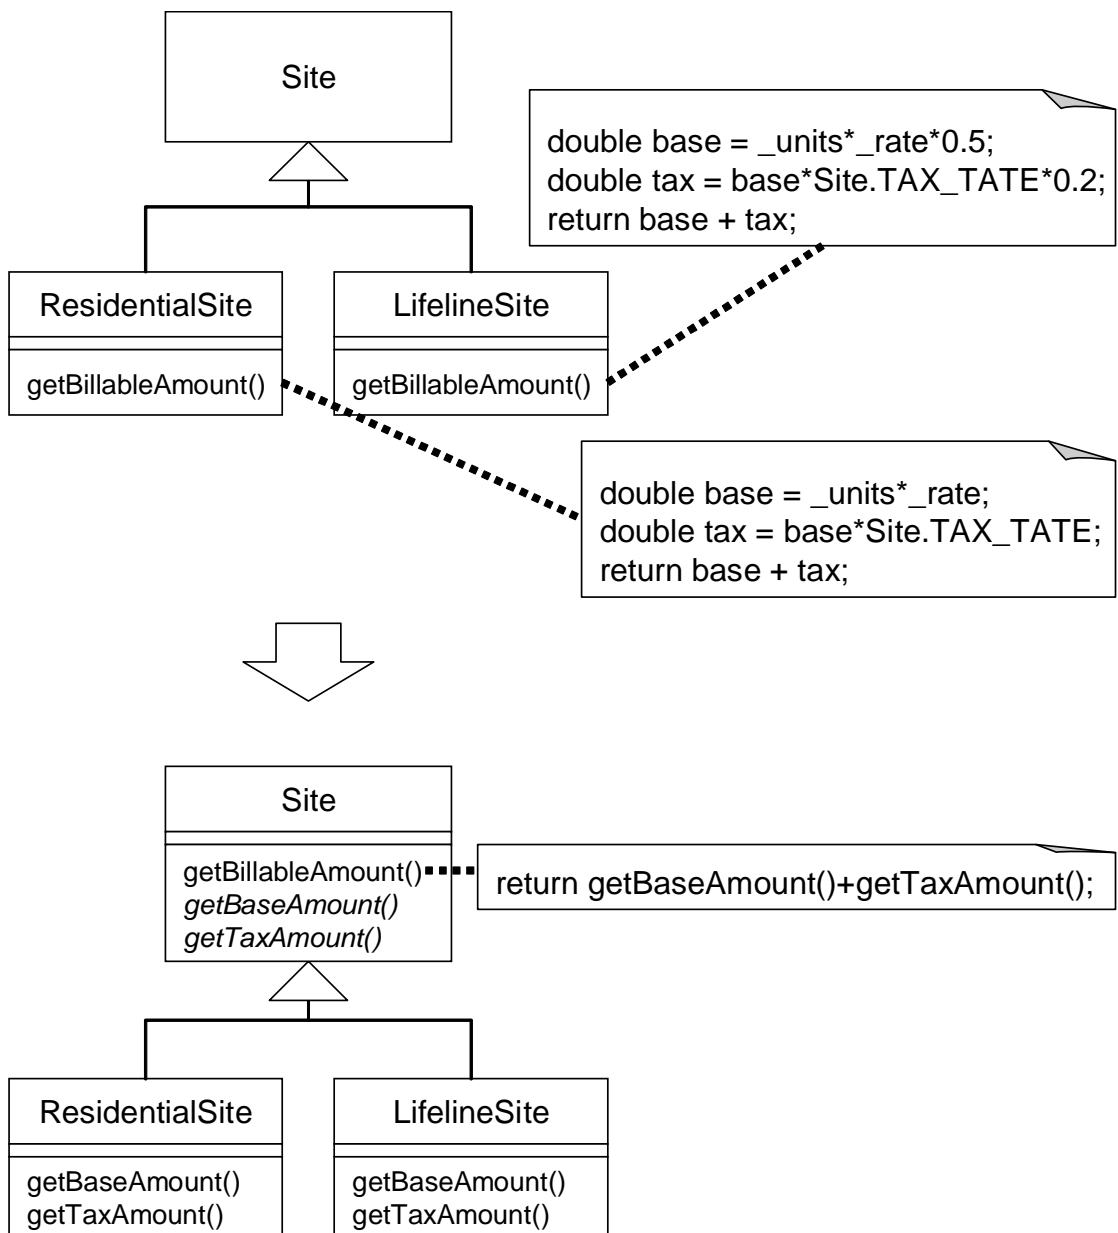 Site
double base = _units*_rate*0.5;
double tax = base*Site.TAX_TATE*0.2;
return base + tax;
ResidentialSite
getBillableAmount()
LifelineSite
getBillableAmount()
double base = _units*_rate;
double tax = base*Site.TAX_TATE;
return base + tax;
Site
getBillableAmount()
getBaseAmount()
getTaxAmount()
return getBaseAmount()+getTaxAmount();
ResidentialSite
getBaseAmount()
getTaxAmount()
LifelineSite
getBaseAmount()
getTaxAmount()